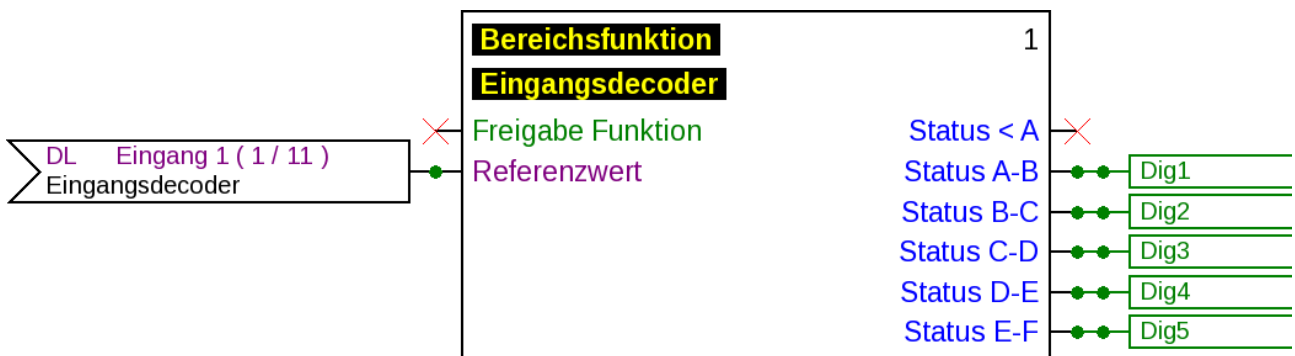 Bereichsfunktion 1
Eingangsdecoder
Freigabe Funktion Status < A
DL Eingang 1 ( 1 / 11 )
Eingangsdecoder
Referenzwert Status A-B Dig1
Status B-C Dig2
Status C-D Dig3
Status D-E Dig4
Status E-F Dig5